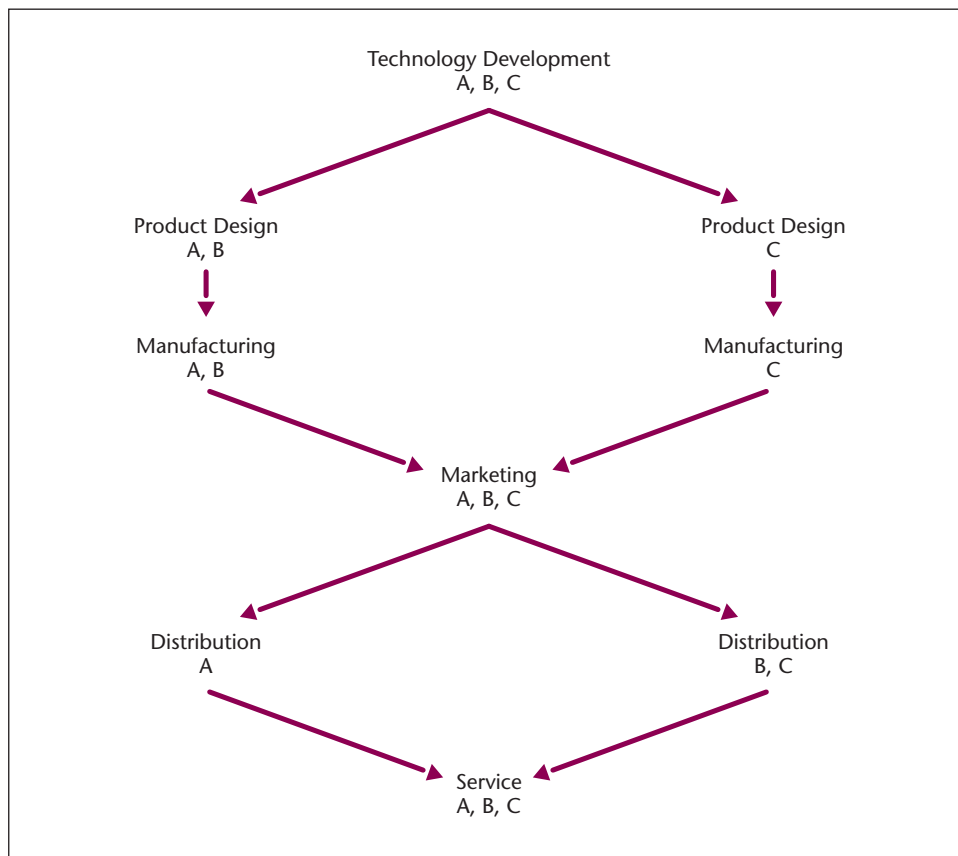 Technology Development
A, B, C
Product Design
A, B
Product Design
C
Manufacturing
A, B
Manufacturing
C
Marketing
A, B, C
Distribution
A
Distribution
B, C
Service
A, B, C